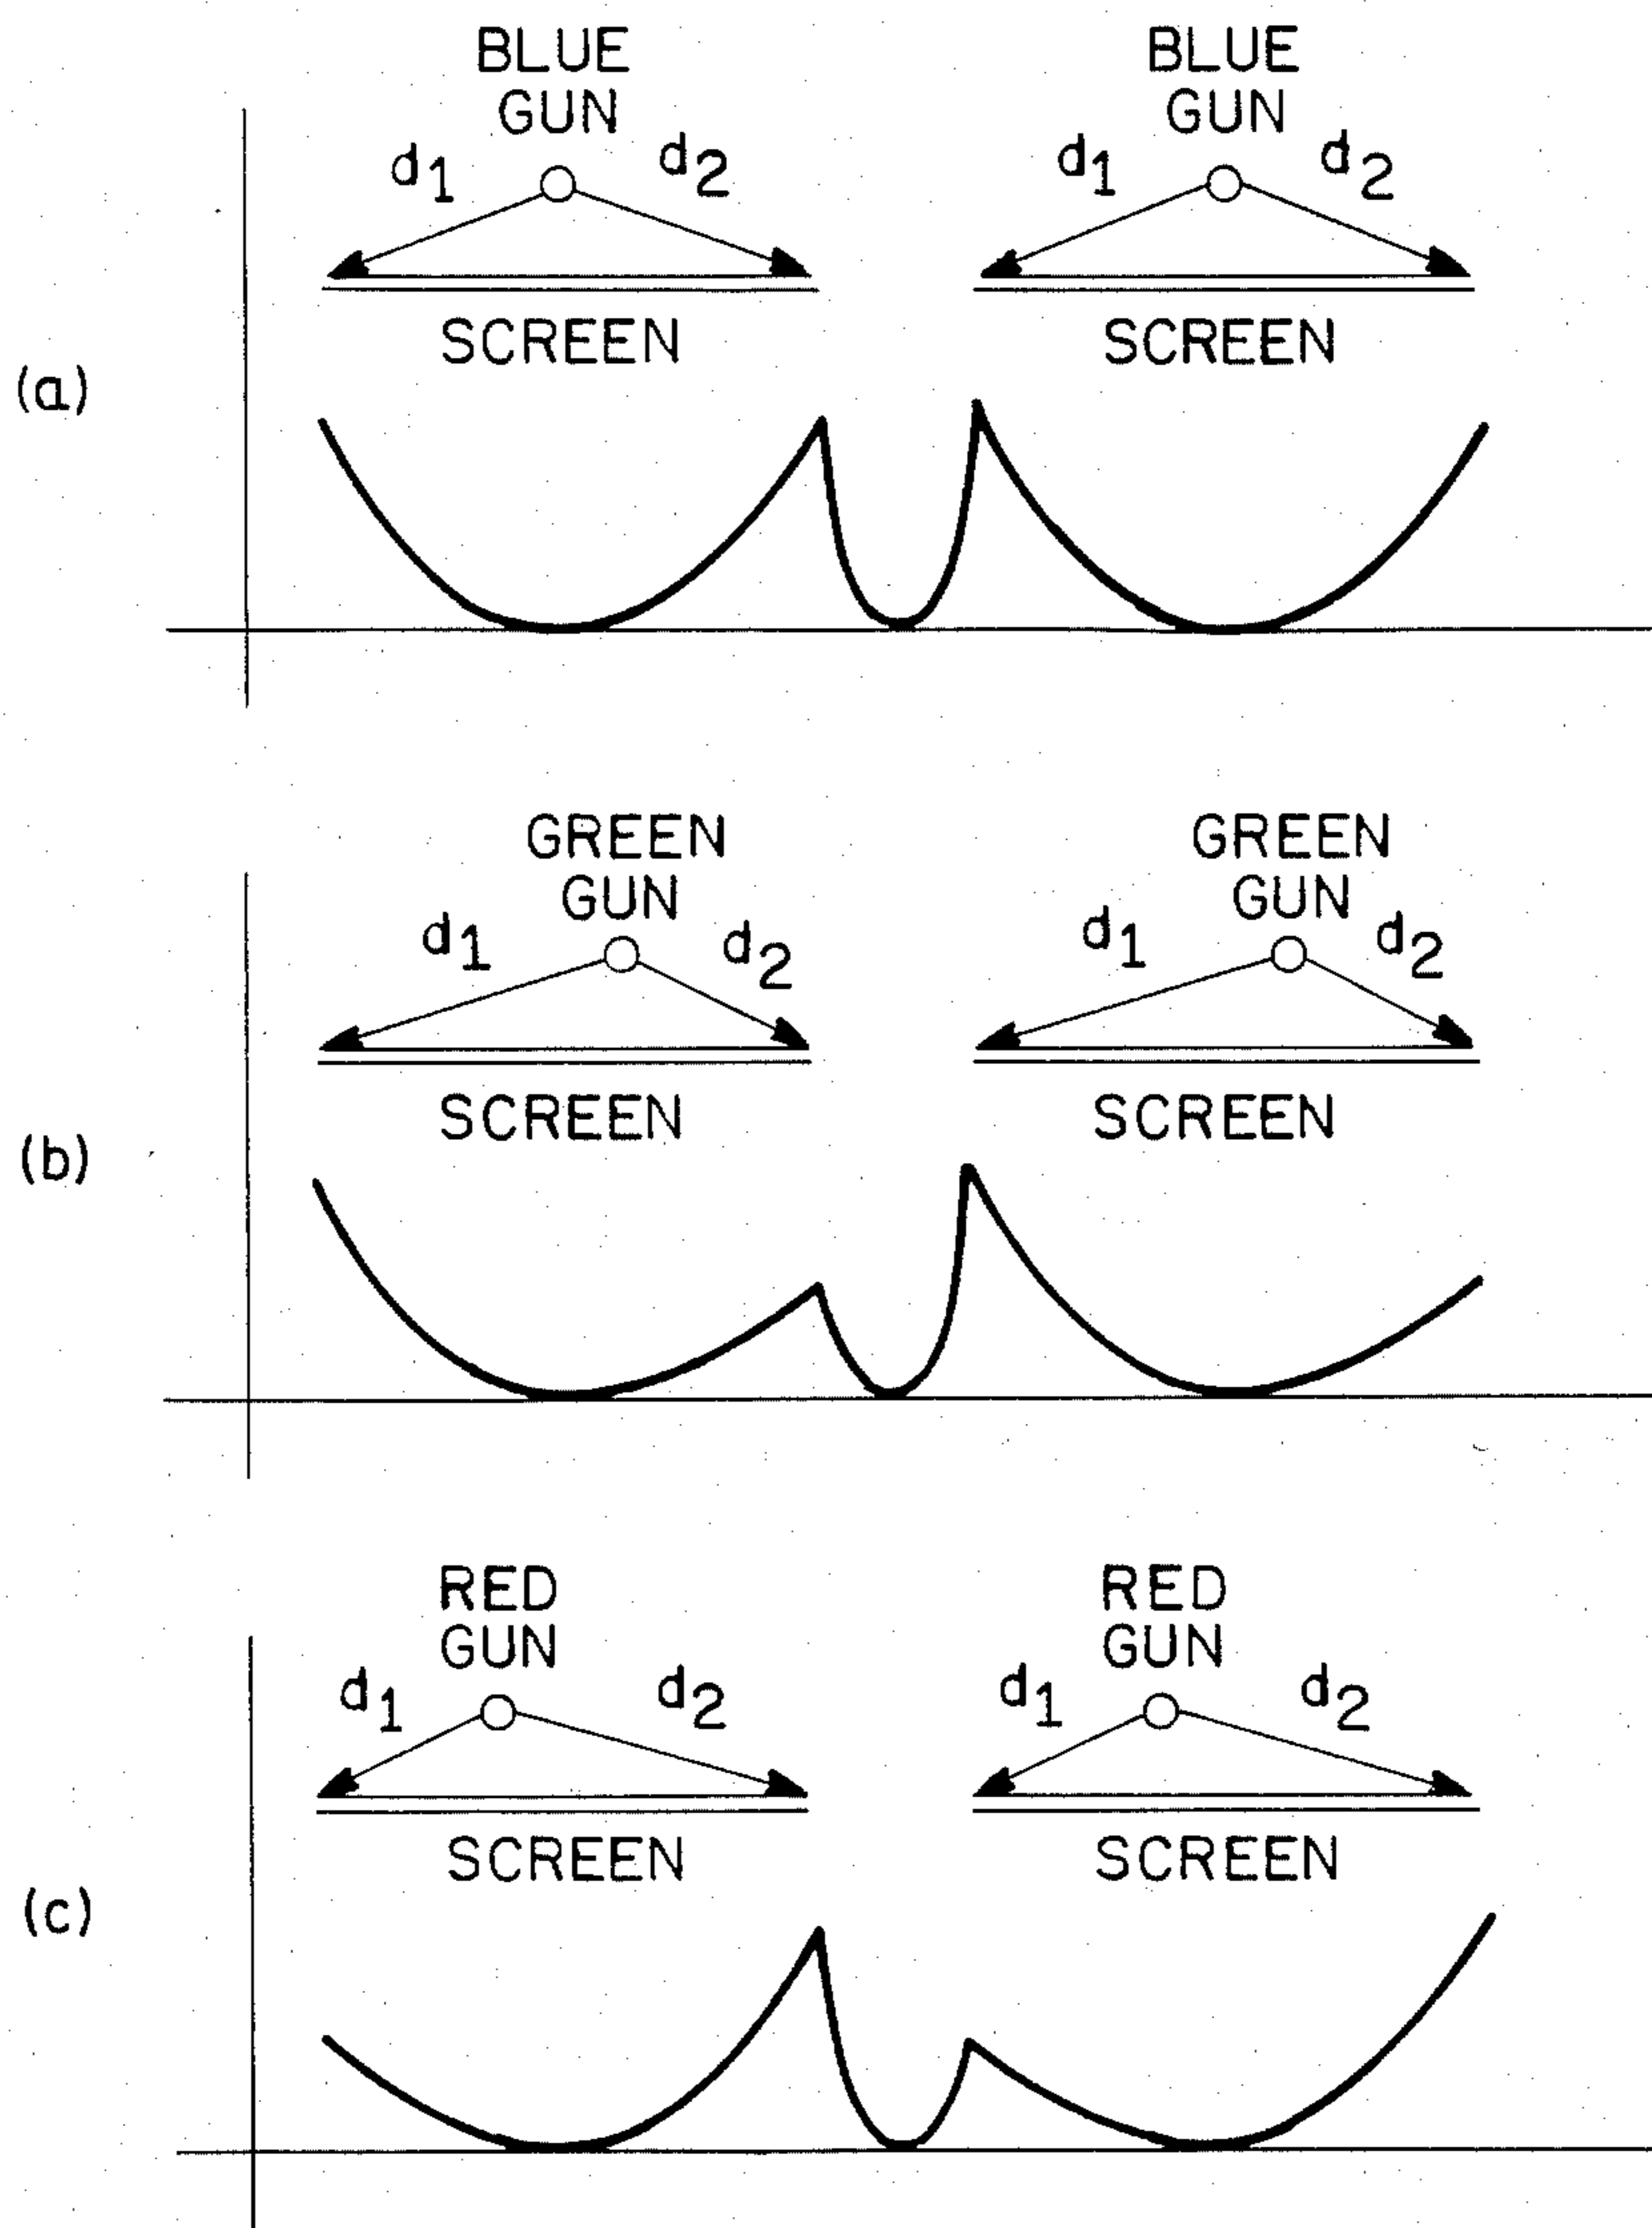 BLUE
GUN
d1
d2
SCREEN
BLUE
GUN
d1
d2
SCREEN
(a)
GREEN
GUN
d1
d2
SCREEN
GREEN
GUN
d1
d2
SCREEN
(b)
RED
GUN
d1
d2
SCREEN
RED
GUN
d1
d2
SCREEN
(c)